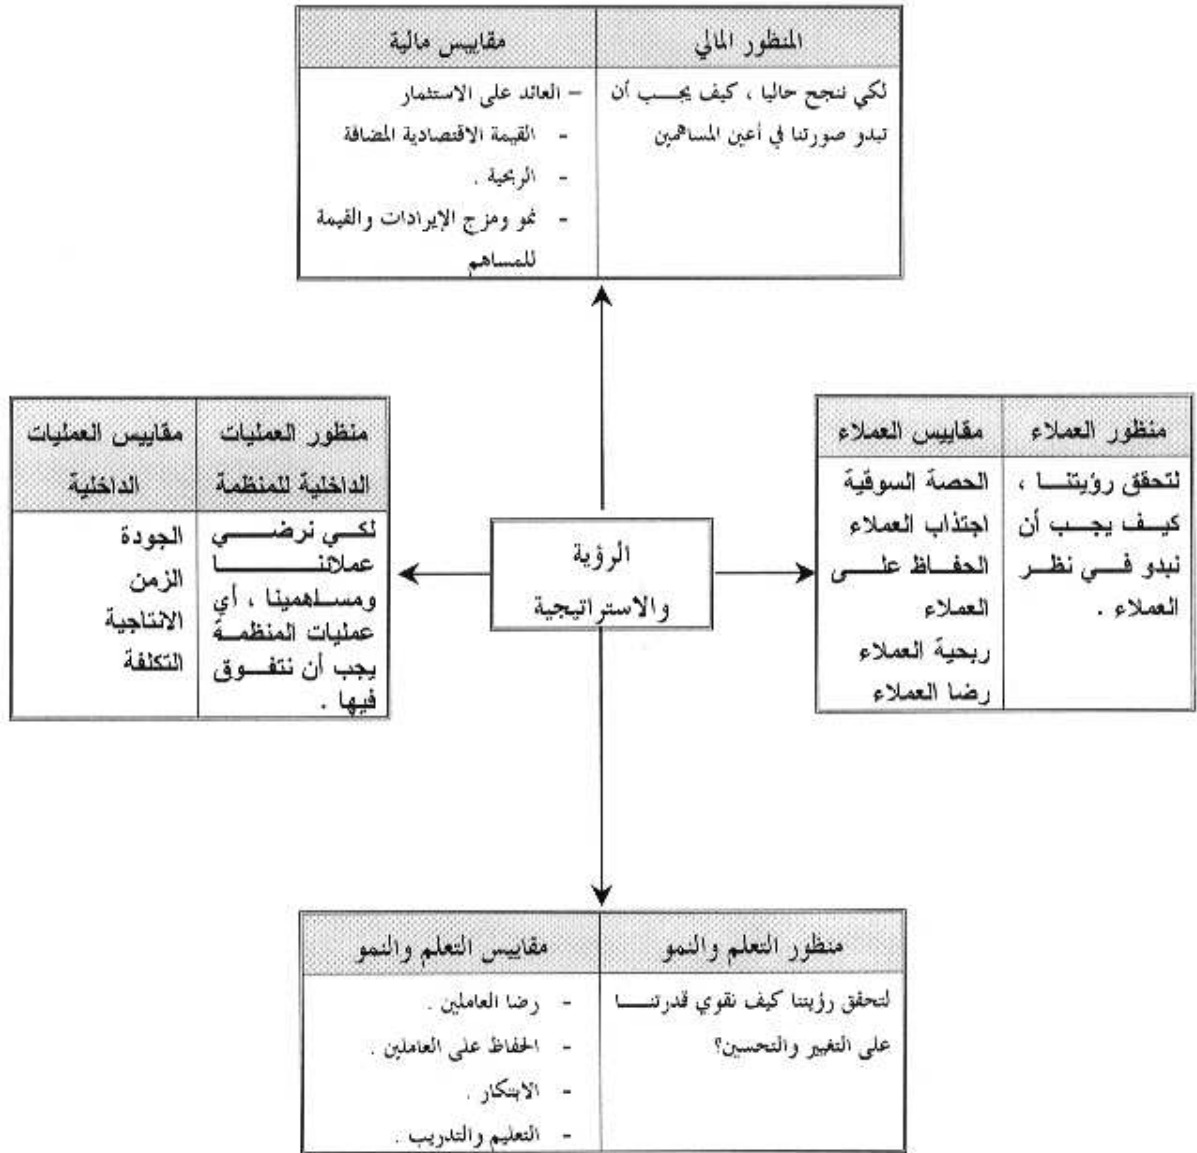 المنظور المالي
لكي ننجح حاليا ، كيف يجب أن
تبدو صورتنا في أعين المساهمين
مقاييس مالية
– العائد على الاستثمار
- القيمة الاقتصادية المضافة
- الربحية .
- نمو ومزج الإيرادات والقيمة
للمساهم
منظور العملاء
لتحقق رؤيتنا ،
كيف يجب أن
نبدو في نظر
العملاء .
مقاييس العملاء
الحصة السوقية
اجتذاب العملاء
الحفاظ على
العملاء
ربحية العملاء
رضا العملاء
الرؤية
والاستراتيجية
منظور العمليات
الداخلية للمنظمة
لكي نرضي
عملائنا
ومساهمينا ، أي
عمليات المنظمة
يجب أن نتفوق
فيها .
مقاييس العمليات
الداخلية
الجودة
الزمن
الانتاجية
التكلفة
منظور التعلم والنمو
لتحقق رؤيتنا كيف نقوي قدرتنا
على التغيير والتحسين؟
مقاييس التعلم والنمو
- رضا العاملين .
- الحفاظ على العاملين .
- الابتكار .
- التعليم والتدريب .